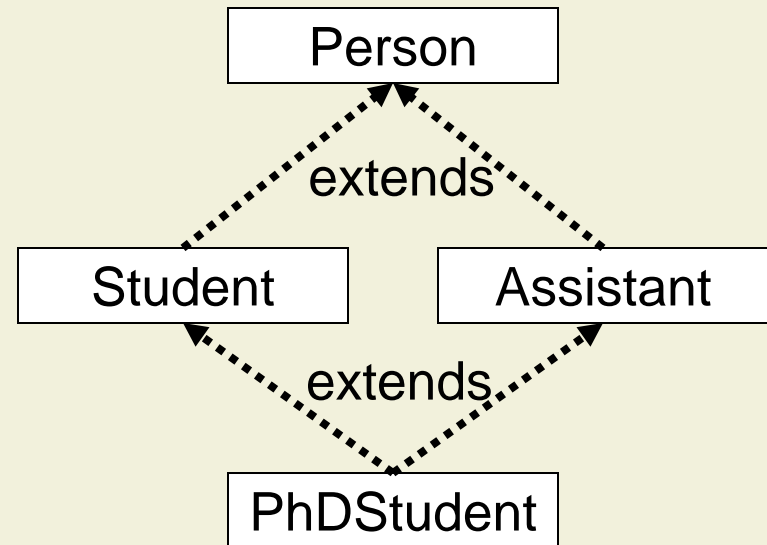 Person
extends
Student
Assistant
extends
PhDStudent